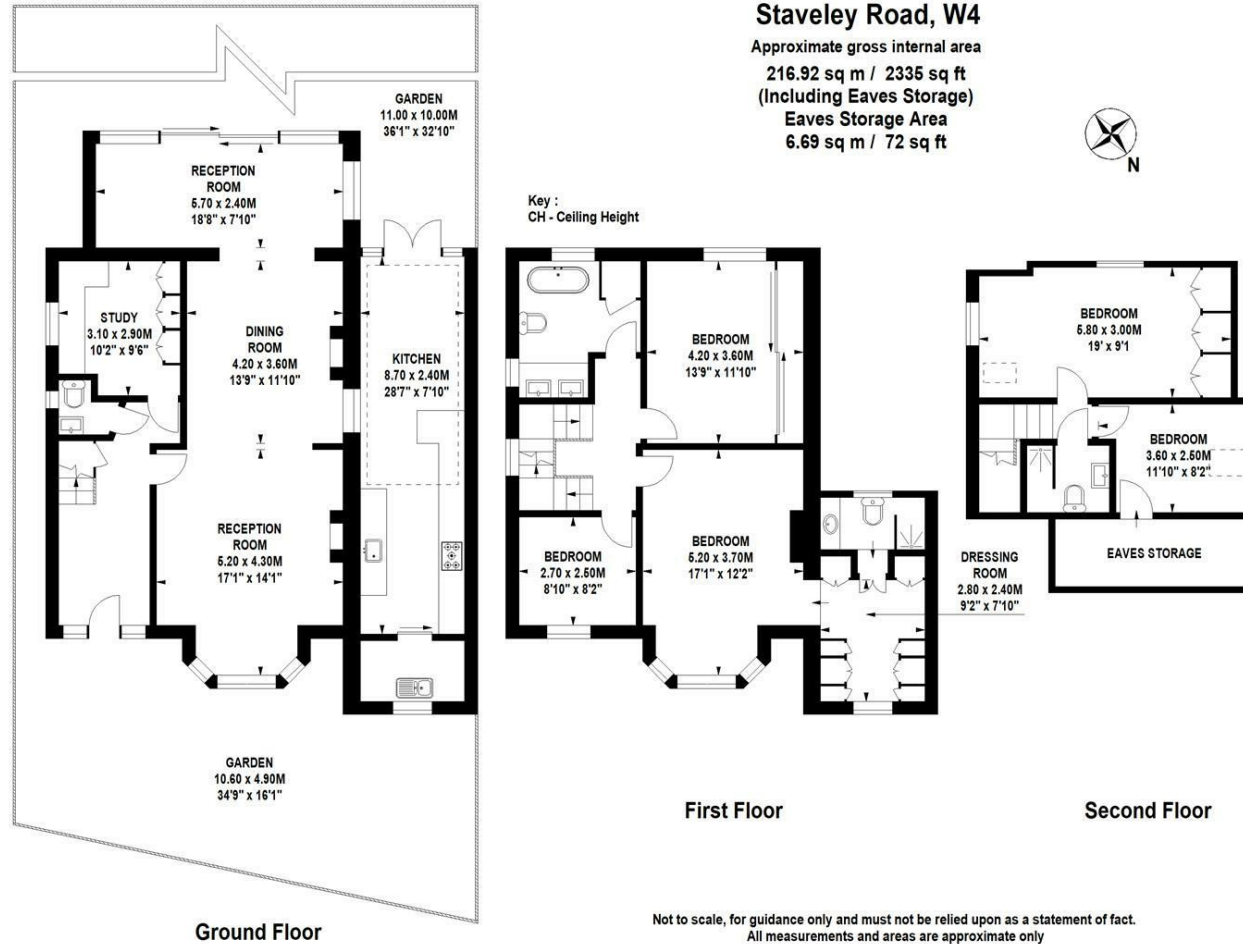 Staveley Road, W4
Approximate gross internal area
216.92 sq m / 2335 sq ft
(Including Eaves Storage)
Eaves Storage Area
6.69 sq m / 72 sq ft
N
Key :
CH - Ceiling Height
GARDEN
11.00 x 10.00M
36'1" x 32'10"
RECEPTION
ROOM
5.70 x 2.40M
18'8" x 7'10"
STUDY
3.10 x 2.90M
10'2" x 9'6"
DINING
ROOM
4.20 x 3.60M
13'9" x 11'10"
KITCHEN
8.70 x 2.40M
28'7" x 7'10"
RECEPTION
ROOM
5.20 x 4.30M
17'1" x 14'1"
GARDEN
10.60 x 4.90M
34'9" x 16'1"
Ground Floor
BEDROOM
4.20 x 3.60M
13'9" x 11'10"
BEDROOM
2.70 x 2.50M
8'10" x 8'2"
BEDROOM
5.20 x 3.70M
17'1" x 12'2"
DRESSING
ROOM
2.80 x 2.40M
9'2" x 7'10"
First Floor
BEDROOM
5.80 x 3.00M
19' x 9'1
BEDROOM
3.60 x 2.50M
11'10" x 8'2"
EAVES STORAGE
Second Floor
Not to scale, for guidance only and must not be relied upon as a statement of fact.
All measurements and areas are approximate only